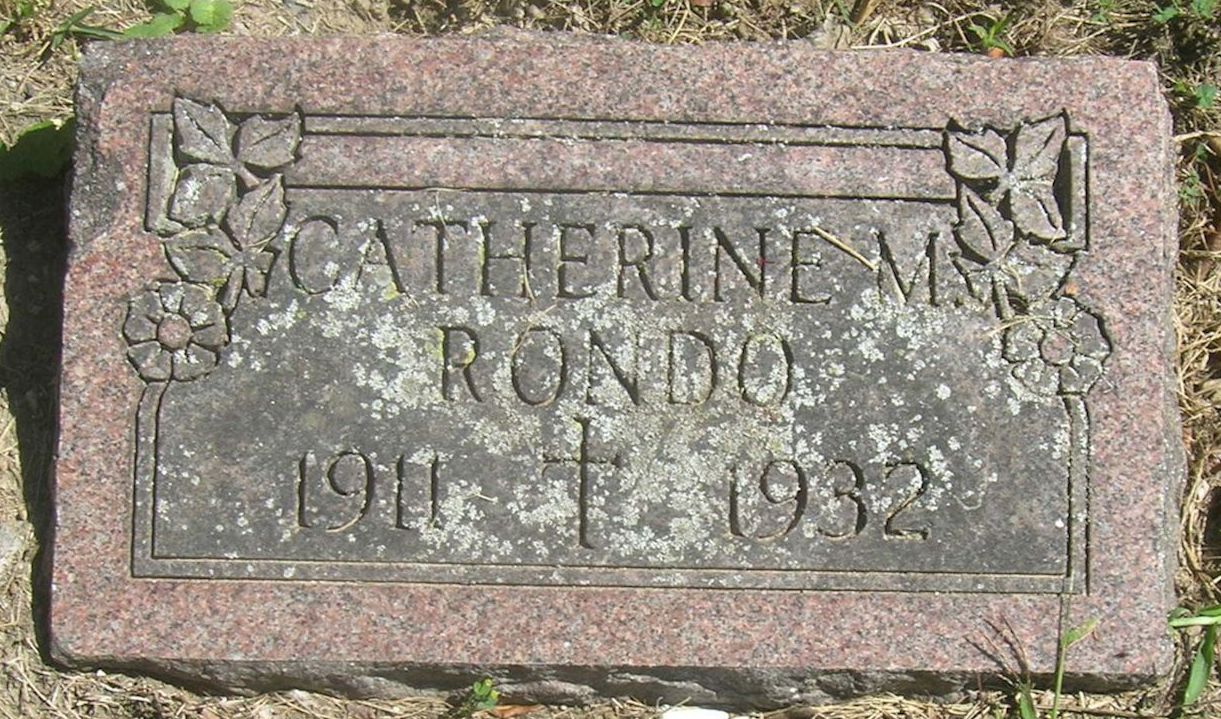 CATHERINE M.
RONDO
1911 1932